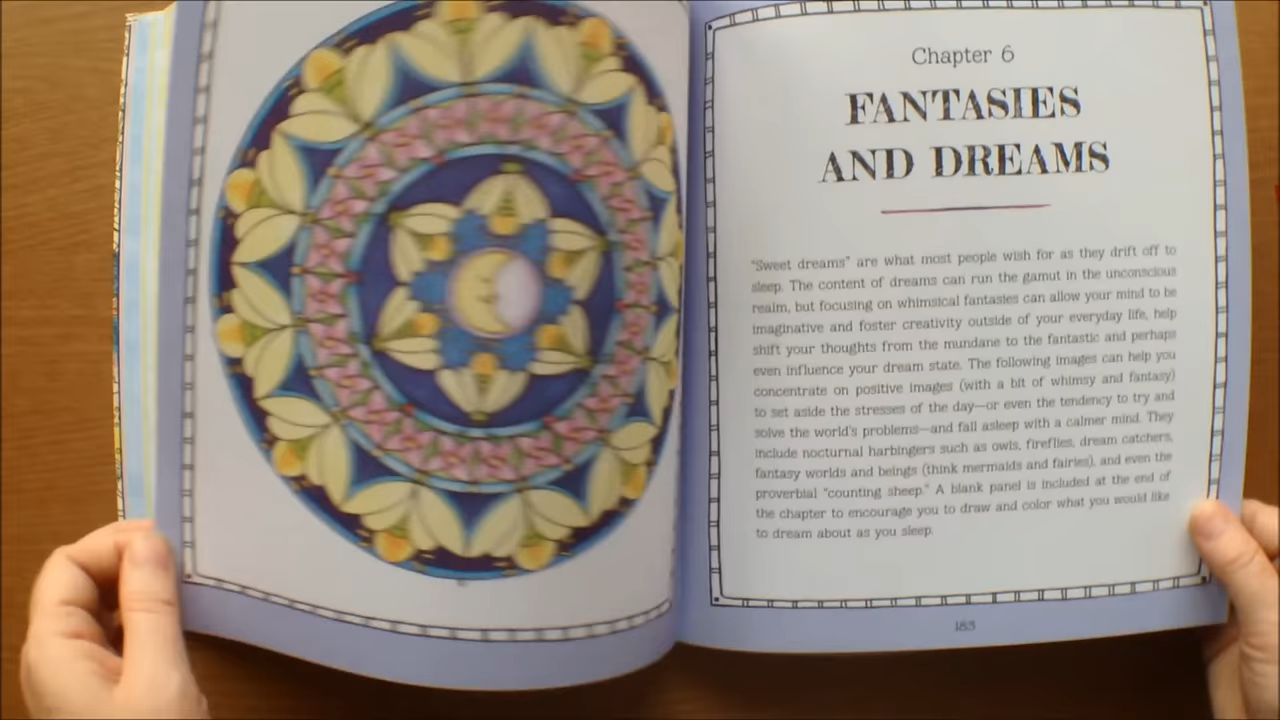 Chapter 6
FANTASIES
AND DREAMS
"Sweet dreams" are what most people wish for as they drift off to
sleep. The content of dreams can run the gamut in the unconscious
realm, but focusing on whimsical fantasies can allow your mind to be
imaginative and foster creativity outside of your everyday life, help
shift your thoughts from the mundane to the fantastic and perhaps
even influence your dream state. The following images can help you
concentrate on positive images (with a bit of whimsy and fantasy)
to set aside the stresses of the day—or even the tendency to try and
solve the world's problems—and fall asleep with a calmer mind. They
include nocturnal harbingers such as owls, fireflies, dream catchers,
fantasy worlds and beings (think mermaids and fairies), and even the
proverbial "counting sheep." A blank panel is included at the end of
the chapter to encourage you to draw and color what you would like
to dream about as you sleep.
183